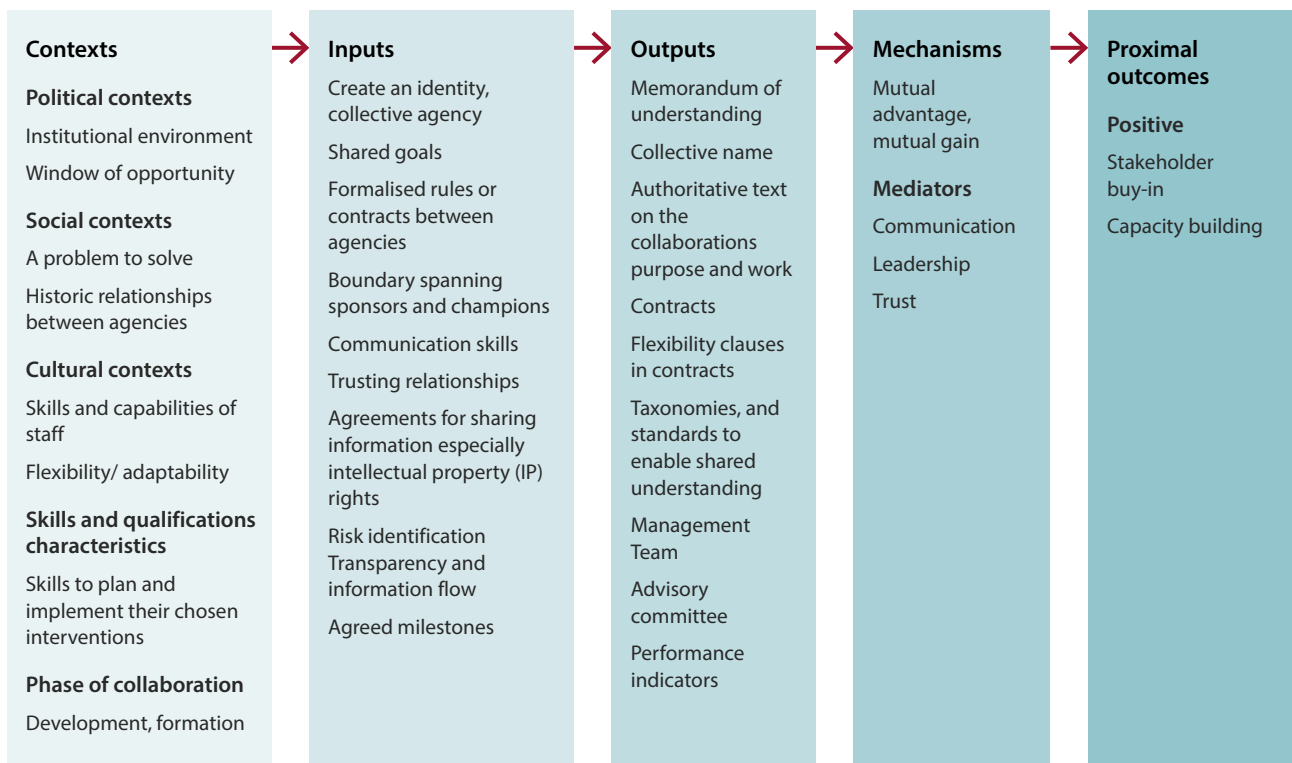 Contexts
Political contexts
Institutional environment
Window of opportunity
Social contexts
A problem to solve
Historic relationships
between agencies
Cultural contexts
Skills and capabilities of
staff
Flexibility/ adaptability
Skills and qualifications
characteristics
Skills to plan and
implement their chosen
interventions
Phase of collaboration
Development, formation
Inputs
Create an identity,
collective agency
Shared goals
Formalised rules or
contracts between
agencies
Boundary spanning
sponsors and champions
Communication skills
Trusting relationships
Agreements for sharing
information especially
intellectual property (IP)
rights
Risk identification
Transparency and
information flow
Agreed milestones
Outputs
Memorandum of
understanding
Collective name
Authoritative text
on the
collaborations
purpose and work
Contracts
Flexibility clauses
in contracts
Taxonomies, and
standards to
enable shared
understanding
Management
Team
Advisory
committee
Performance
indicators
Mechanisms
Mutual
advantage,
mutual gain
Mediators
Communication
Leadership
Trust
Proximal
outcomes
Positive
Stakeholder
buy-in
Capacity building